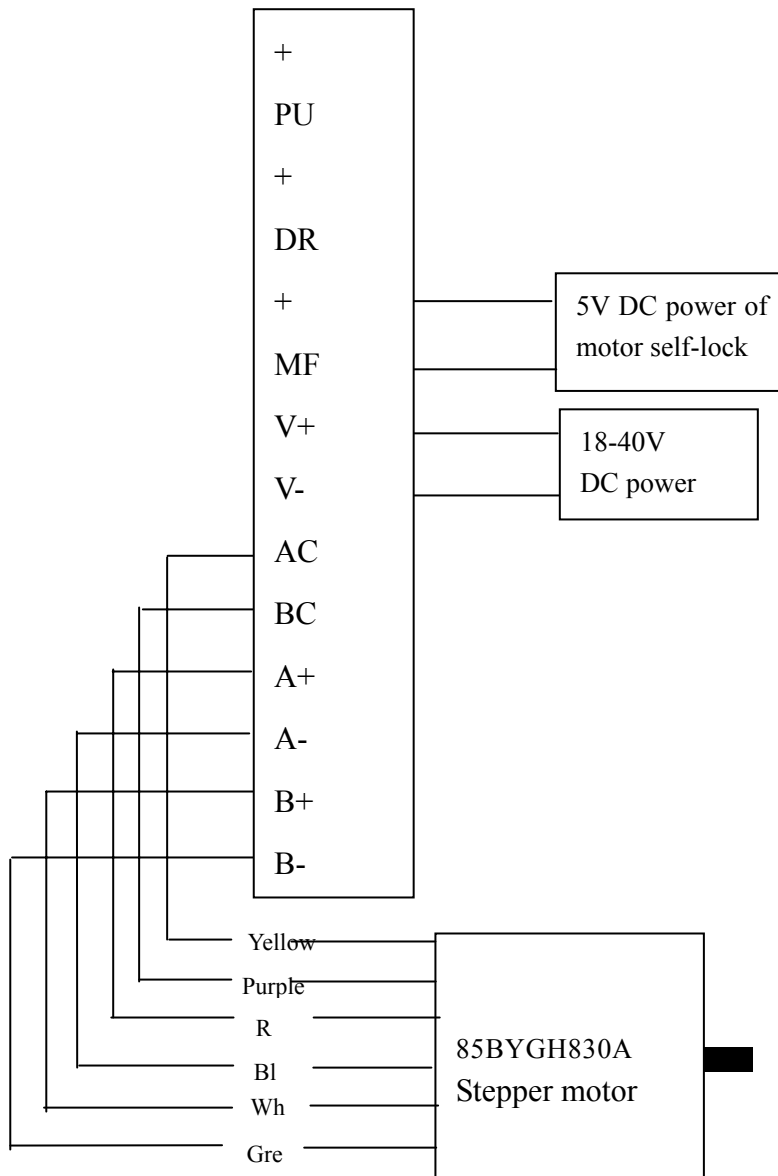 +
PU
+
DR
+
MF
V+
V-
AC
BC
A+
A-
B+
B-
5V DC power of
motor self-lock
18-40V
DC power
Yellow
Purple
R
Bl
Wh
Gre
85BYGH830A
Stepper motor